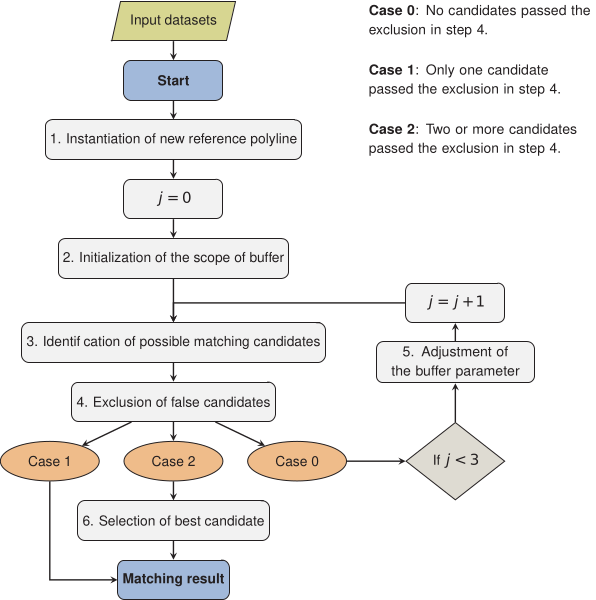 Input datasets
Case 0: No candidates passed the
exclusion in step 4.
Case 1: Only one candidate
passed the exclusion in step 4.
Case 2: Two or more candidates
passed the exclusion in step 4.
Start
1. Instantiation of new reference polyline
j = 0
2. Initialization of the scope of buffer
j = j + 1
3. Identif cation of possible matching candidates
5. Adjustment of
the buffer parameter
4. Exclusion of false candidates
Case 1
Case 2
Case 0
If j < 3
6. Selection of best candidate
Matching result